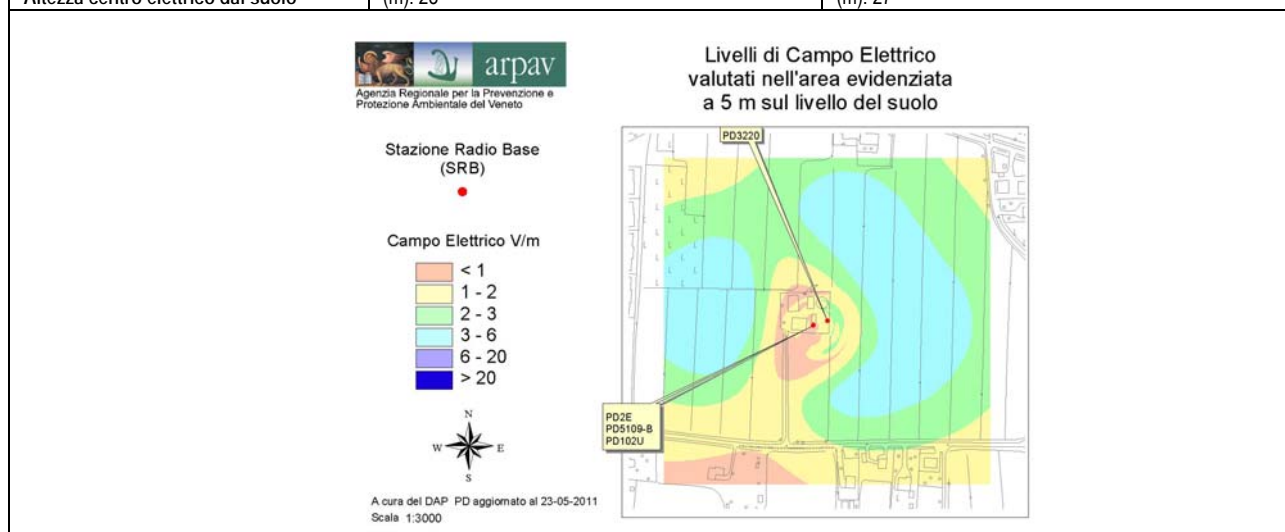 Altezza centro elettrico dal suolo (m): 26 (m): 27
arpav
Agenzia Regionale per la Prevenzione e
Protezione Ambientale del Veneto
Livelli di Campo Elettrico
valutati nell'area evidenziata
a 5 m sul livello del suolo
Stazione Radio Base
(SRB)
Campo Elettrico V/m
< 1
1 - 2
2 - 3
3 - 6
6 - 20
> 20
N
W E
S
A cura del DAP PD aggiornato al 23-05-2011
Scala 1:3000
PD3220
PD2E
PD5109-B
PD102U